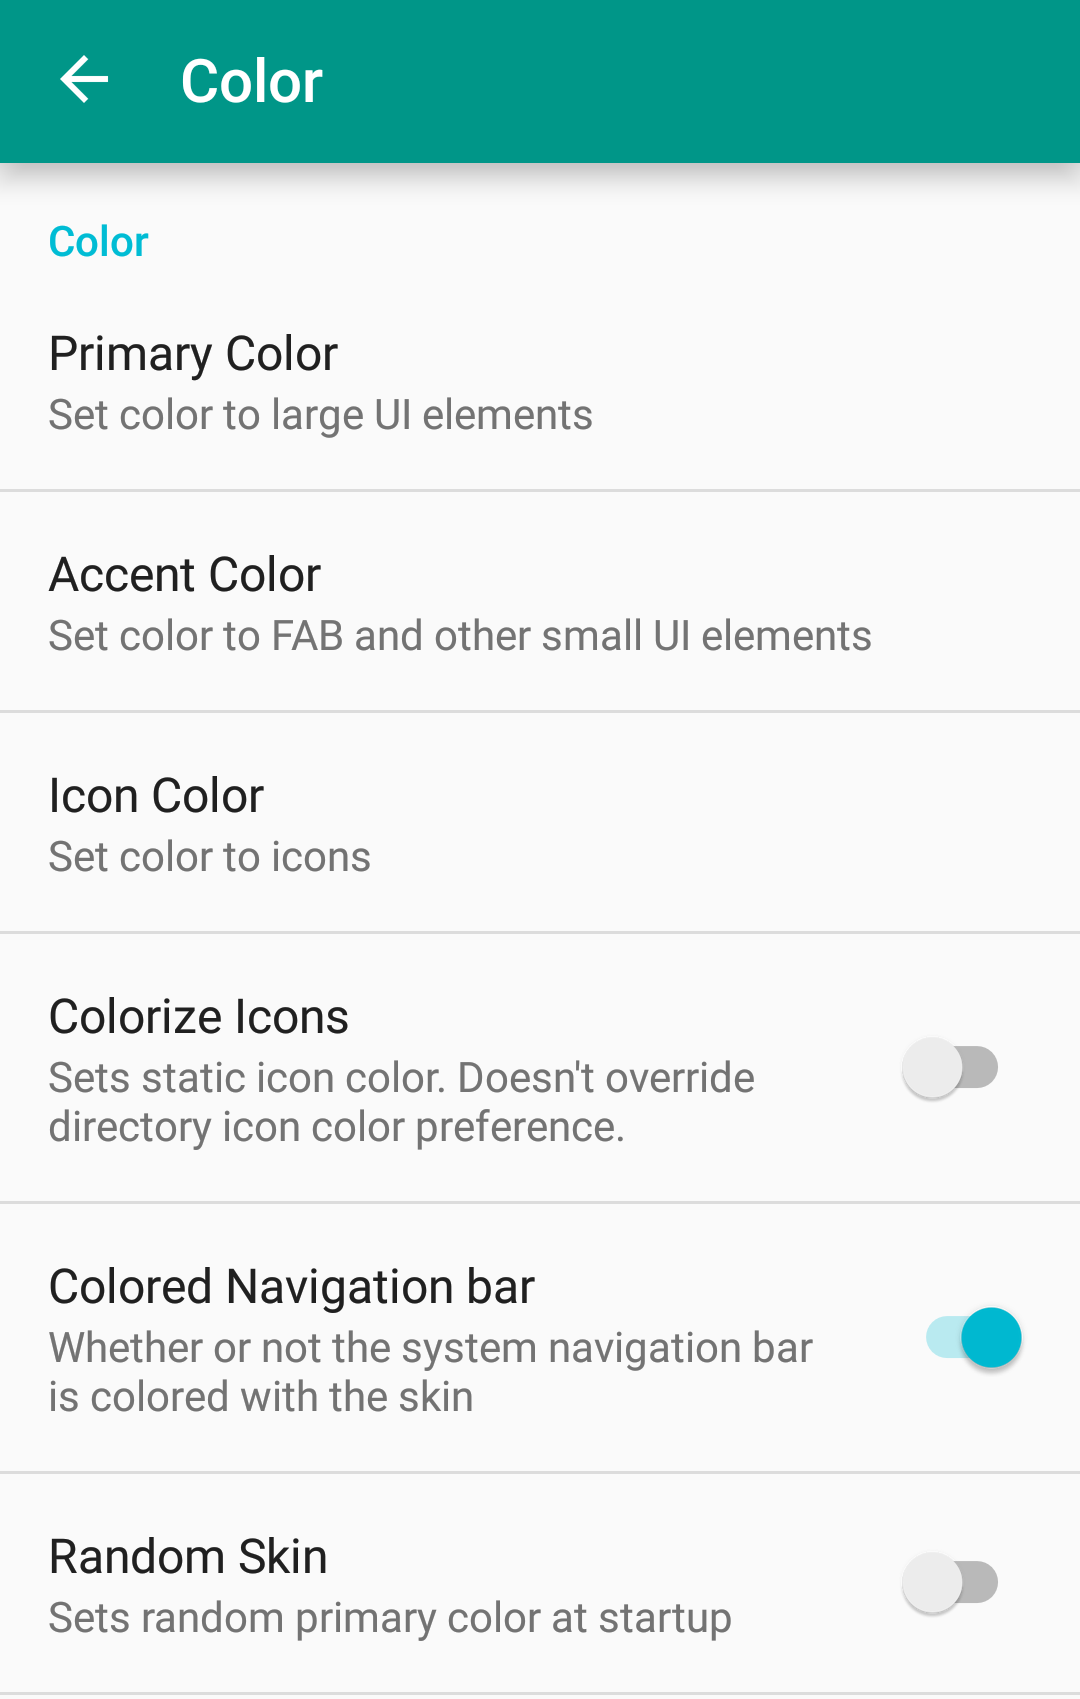 Color
Color
Primary Color
Set color to large UI elements
Accent Color
Set color to FAB and other small UI elements
Icon Color
Set color to icons
Colorize Icons
Sets static icon color. Doesn't override
directory icon color preference.
Colored Navigation bar
Whether or not the system navigation bar
is colored with the skin
Random Skin
Sets random primary color at startup